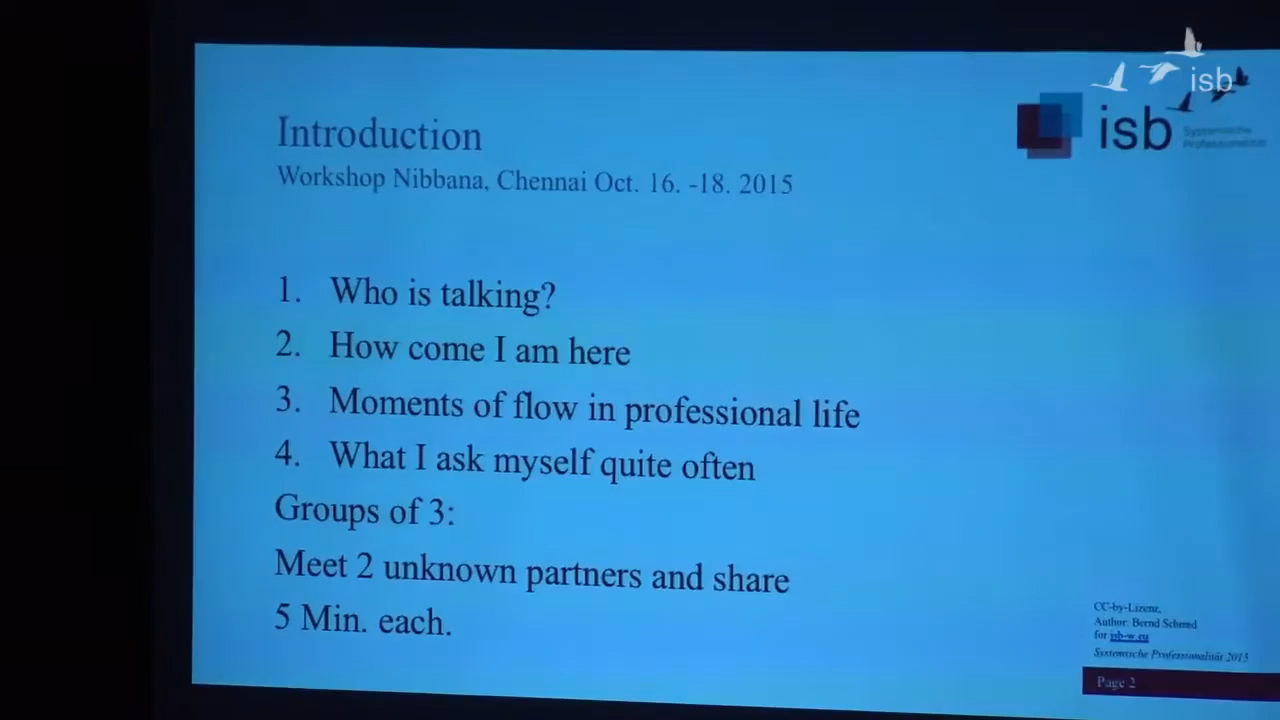 isb
isb
Systemische
Professionalität
Introduction
Workshop Nibbana, Chennai Oct. 16. -18. 2015
1. Who is talking?
2. How come I am here
3. Moments of flow in professional life
4. What I ask myself quite often
Groups of 3:
Meet 2 unknown partners and share
5 Min. each.
CC-by-Lizenz,
Author: Bernd Schmid
for isb-w.eu
Systemische Professionalität 2015
Page 2